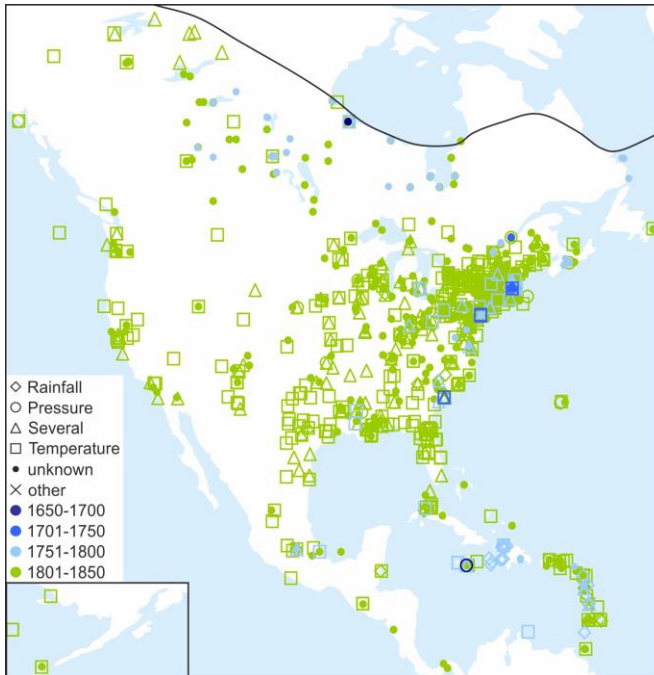 Rainfall
Pressure
Several
Temperature
unknown
other
1650-1700
1701-1750
1751-1800
1801-1850